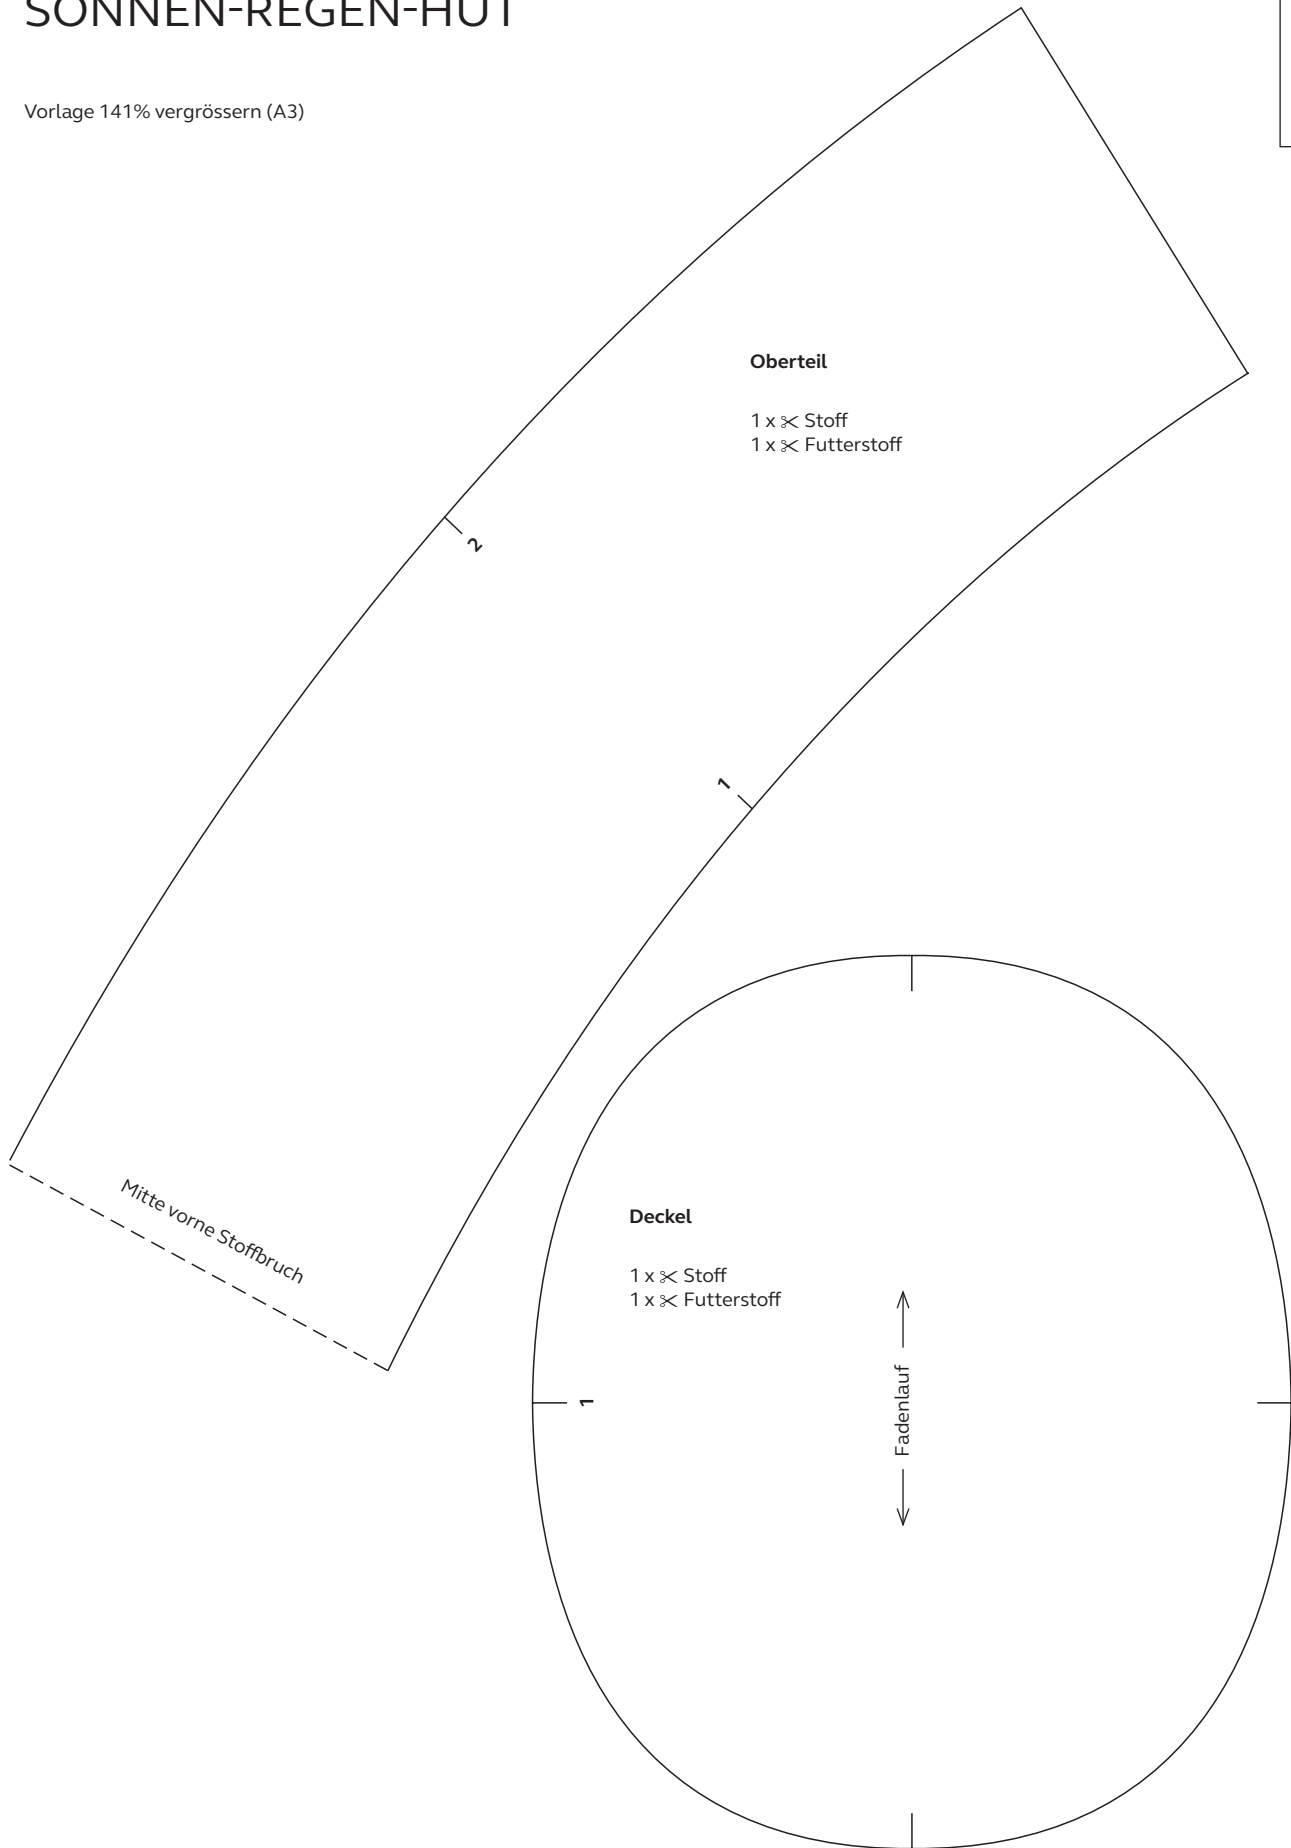 SONNEN-REGEN-HUT
Vorlage 141% vergrössern (A3)
Oberteil
1 x ✂ Stoff
1 x ✂ Futterstoff
2
1
Mitte vorne Stoffbruch
Deckel
1 x ✂ Stoff
1 x ✂ Futterstoff
1
Fadenlauf